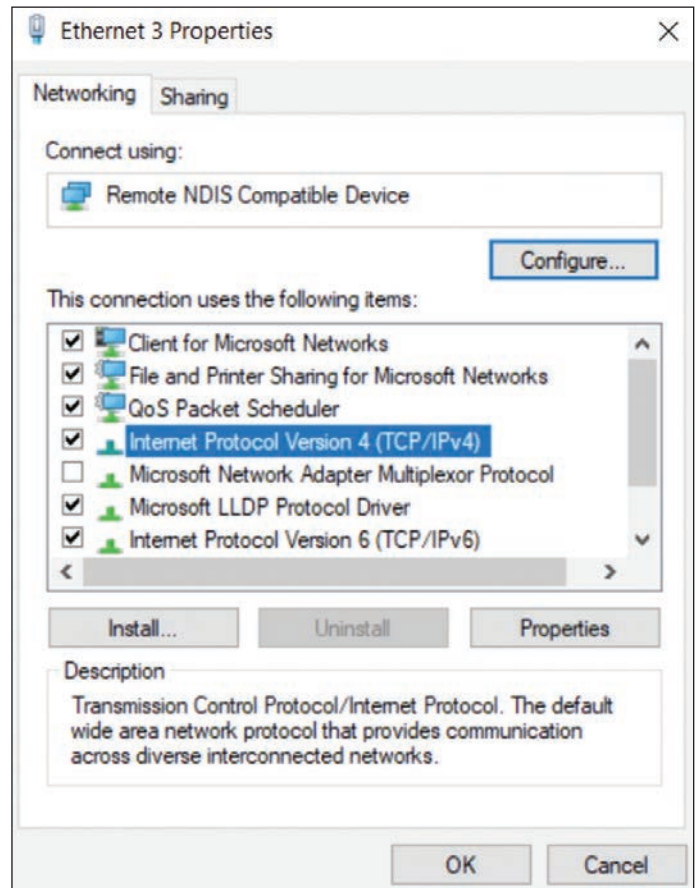 Ethernet 3 Properties
Networking Sharing
Connect using:
Remote NDIS Compatible Device
Configure...
This connection uses the following items:
Client for Microsoft Networks
File and Printer Sharing for Microsoft Networks
QoS Packet Scheduler
Internet Protocol Version 4 (TCP/IPv4)
Microsoft Network Adapter Multiplexor Protocol
Microsoft LLDP Protocol Driver
Internet Protocol Version 6 (TCP/IPv6)
Install... Uninstall Properties
Description
Transmission Control Protocol/Internet Protocol. The default
wide area network protocol that provides communication
across diverse interconnected networks.
OK Cancel